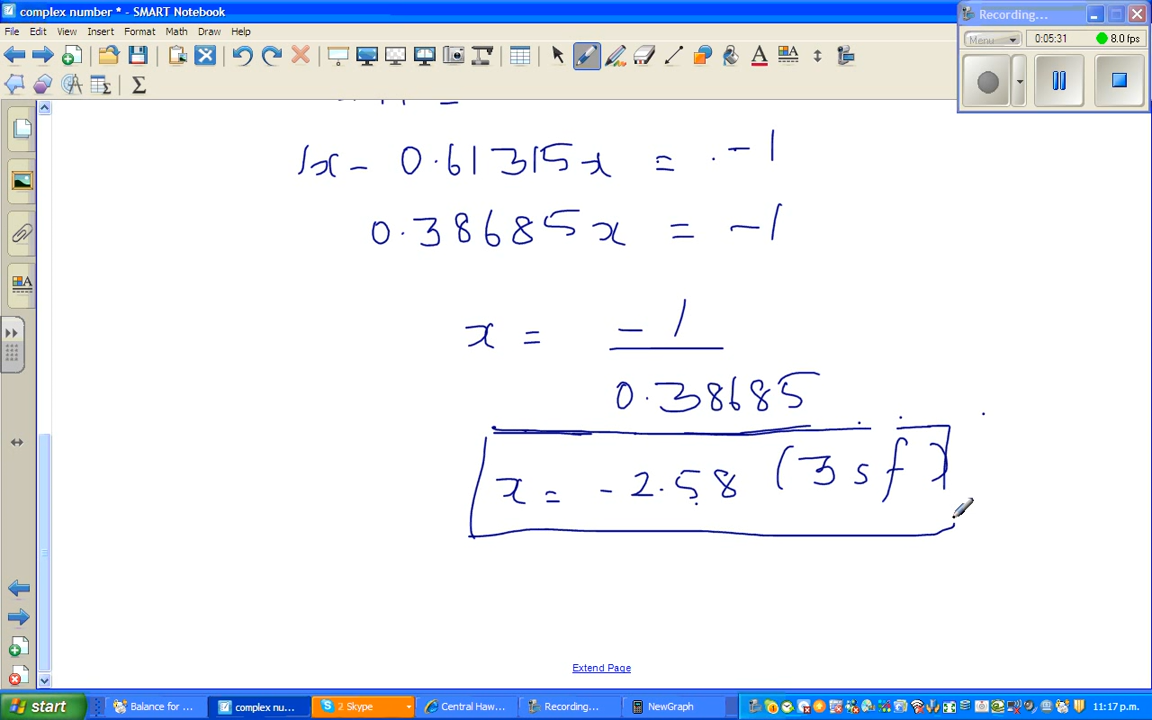 complex number * - SMART Notebook
Recording...
File Edit View Insert Format Math Draw Help
Menu
0:05:31
8.0 fps
1x - 0.61315x = -1
0.38685x = -1
x = -1
0.38685
x = -2.58 (3 s f)
Extend Page
start
Balance for ...
complex nu...
2 Skype
Central Haw...
Recording...
NewGraph
11:17 p.m.